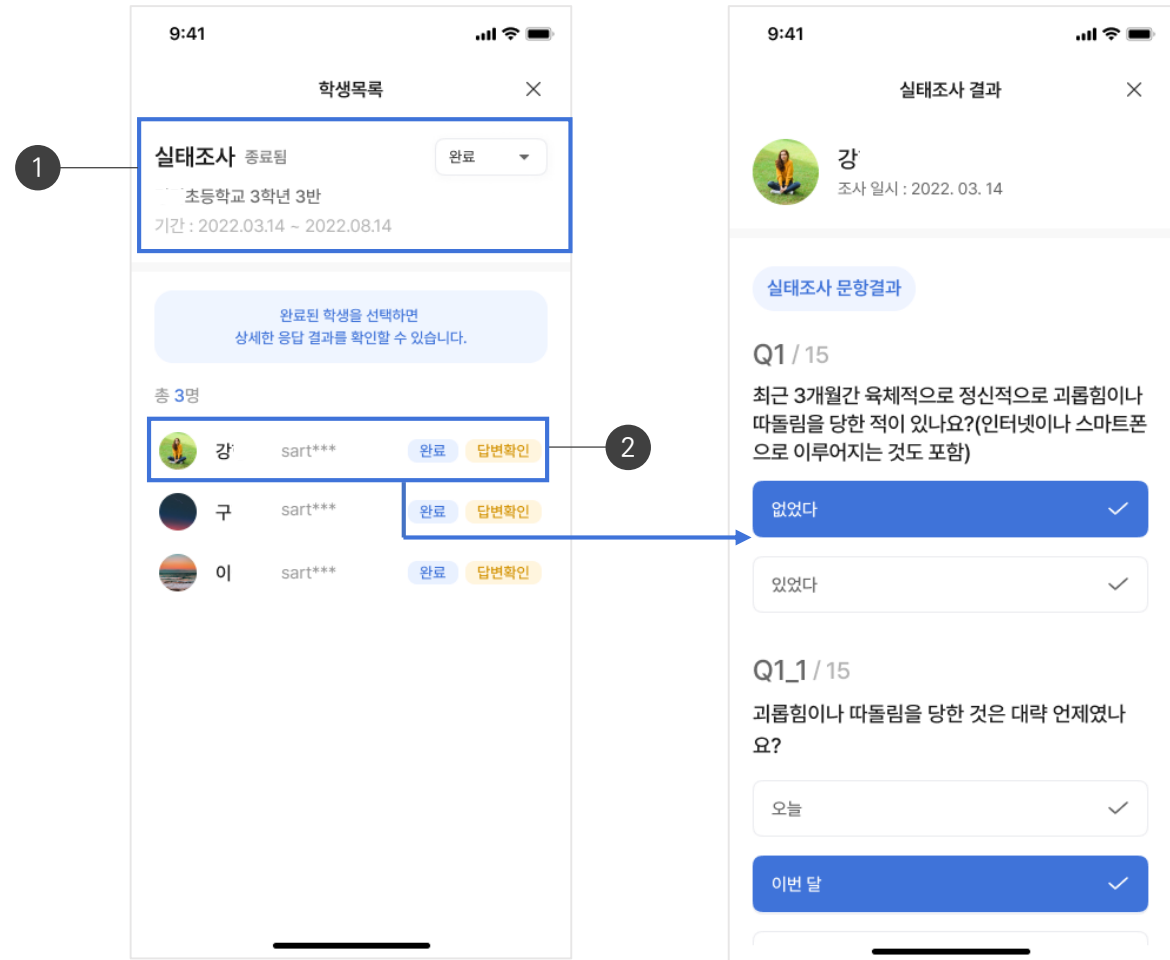 9:41
학생목록
1
실태조사 종료됨
완료
초등학교 3학년 3반
기간 : 2022.03.14 ~ 2022.08.14
완료된 학생을 선택하면
상세한 응답 결과를 확인할 수 있습니다.
총 3명
강 sart*** 완료 답변확인
2
구 sart*** 완료 답변확인
이 sart*** 완료 답변확인
9:41
실태조사 결과
강
조사 일시 : 2022. 03. 14
실태조사 문항결과
Q1 / 15
최근 3개월간 육체적으로 정신적으로 괴롭힘이나
따돌림을 당한 적이 있나요?(인터넷이나 스마트폰
으로 이루어지는 것도 포함)
없었다
있었다
Q1_1 / 15
괴롭힘이나 따돌림을 당한 것은 대략 언제였나
요?
오늘
이번 달